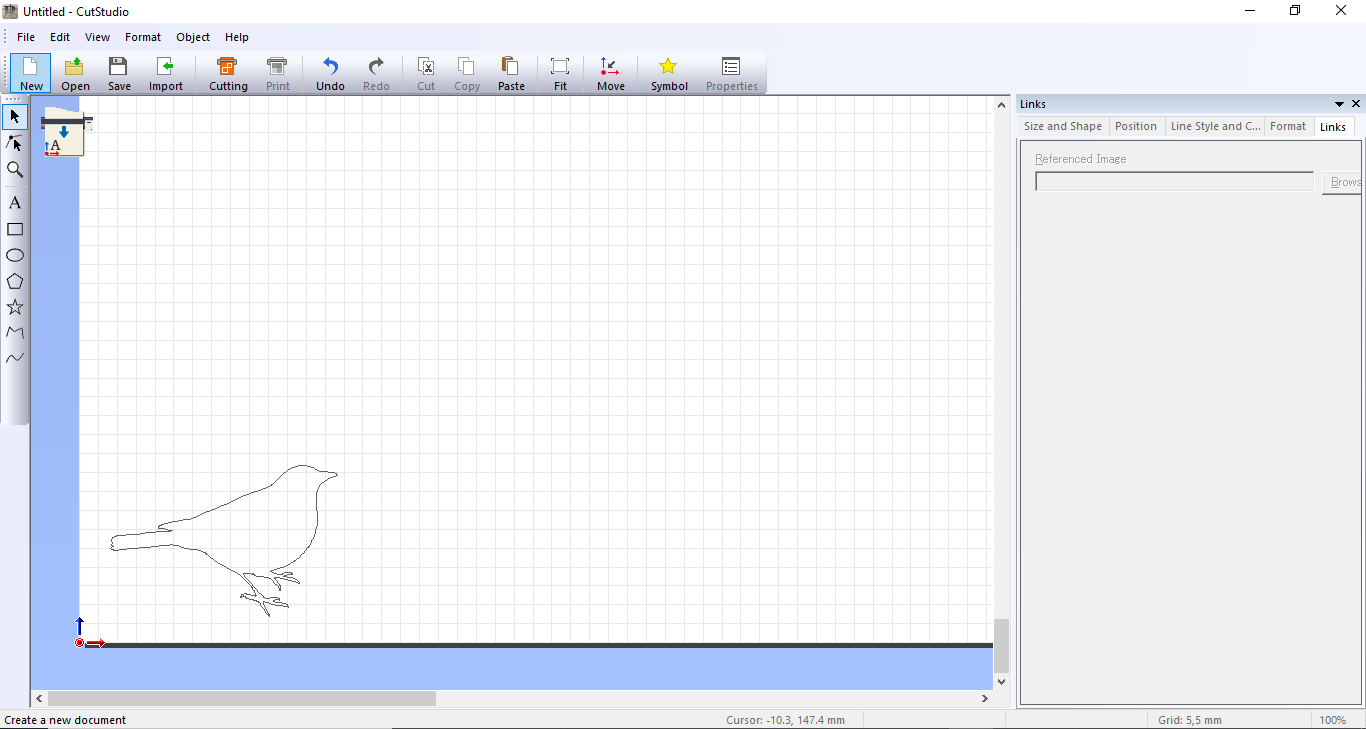 Untitled - CutStudio
File Edit View Format Object Help
New Open Save Import Cutting Print Undo Redo Cut Copy Paste Fit Move Symbol Properties
Links
Size and Shape Position Line Style and C... Format Links
Referenced Image
Brows
A
A
Create a new document Cursor: -10.3, 147.4 mm Grid: 5,5 mm 100%